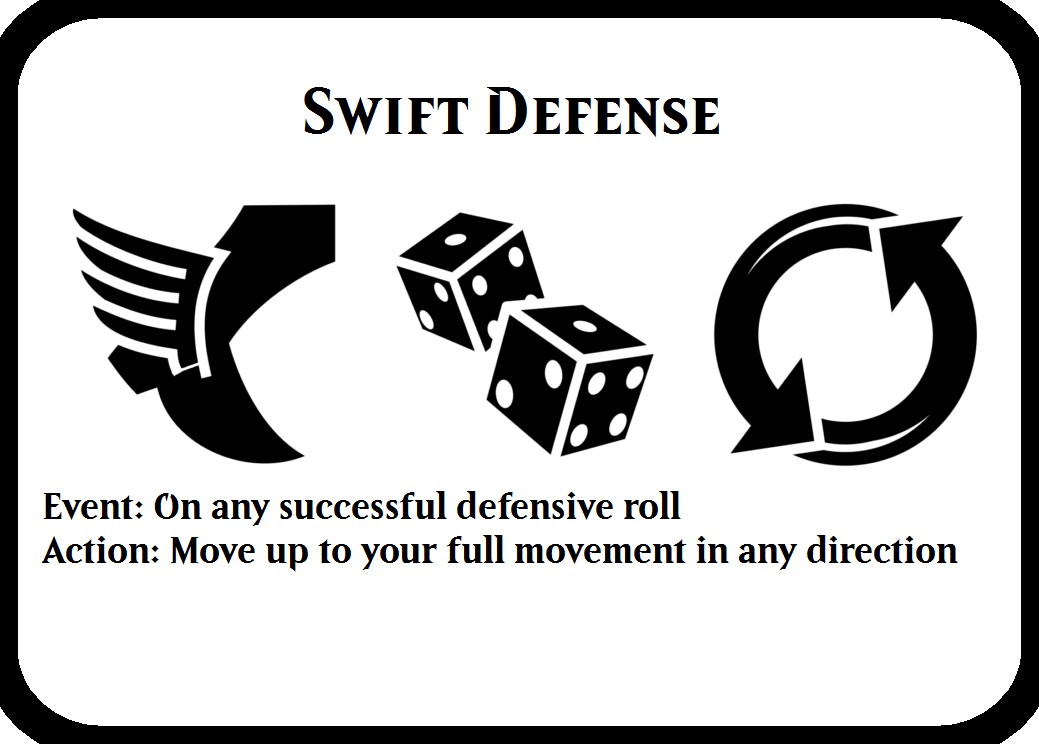 Swift Defense
Event: On any successful defensive roll
Action: Move up to your full movement in any direction